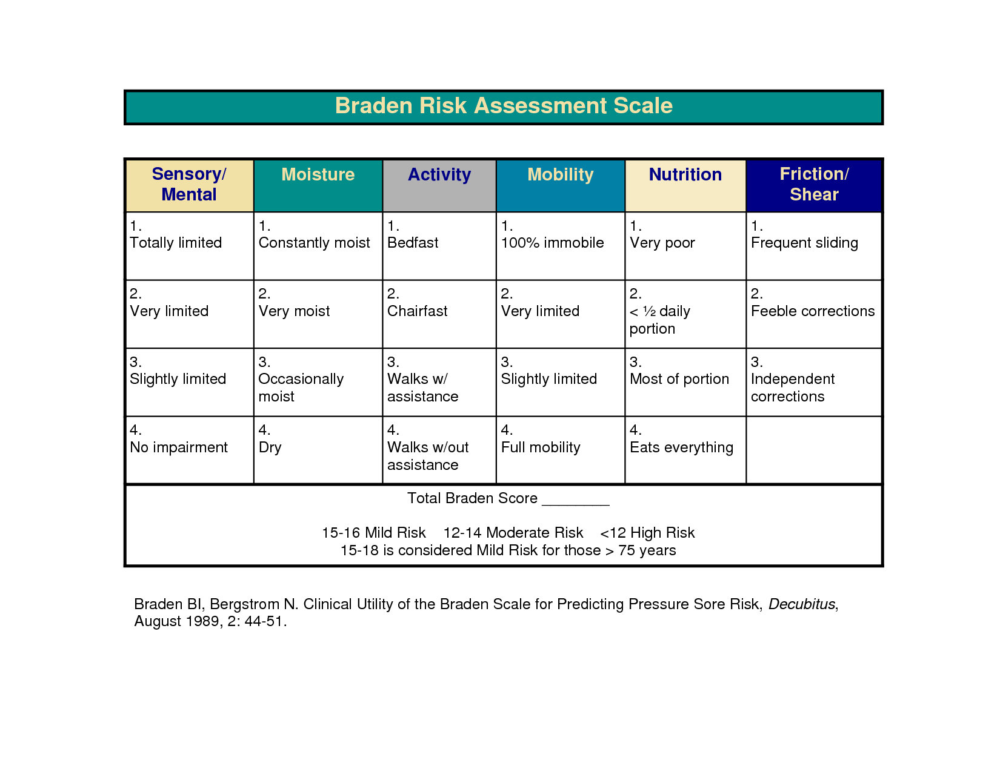 Braden Risk Assessment Scale
Sensory/
Mental
Moisture
Activity
Mobility
Nutrition
Friction/
Shear
1.
Totally limited
1.
Constantly moist
1.
Bedfast
1.
100% immobile
1.
Very poor
1.
Frequent sliding
2.
Very limited
2.
Very moist
2.
Chairfast
2.
Very limited
2.
< ½ daily
portion
2.
Feeble corrections
3.
Slightly limited
3.
Occasionally
moist
3.
Walks w/
assistance
3.
Slightly limited
3.
Most of portion
3.
Independent
corrections
4.
No impairment
4.
Dry
4.
Walks w/out
assistance
4.
Full mobility
4.
Eats everything
Total Braden Score ________
15-16 Mild Risk 12-14 Moderate Risk <12 High Risk
15-18 is considered Mild Risk for those > 75 years
Braden BI, Bergstrom N. Clinical Utility of the Braden Scale for Predicting Pressure Sore Risk, Decubitus,
August 1989, 2: 44-51.